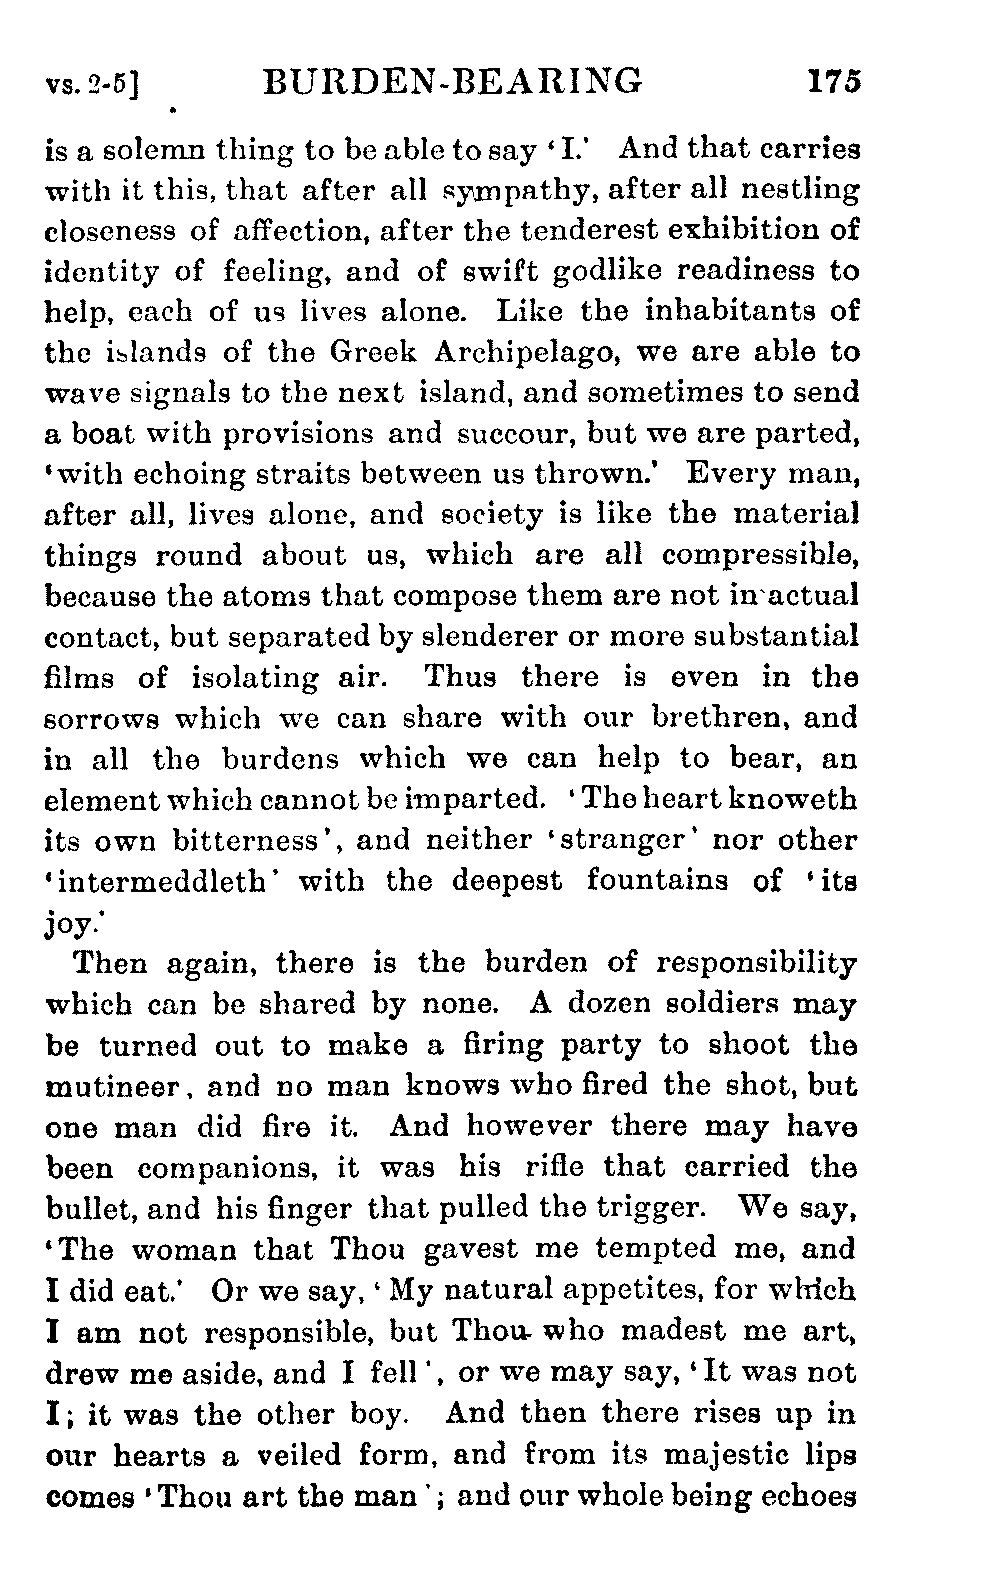 vs. 2-5] BURDEN-BEARING 175
is a solemn thing to be able to say ‘I.’ And that carries
with it this, that after all sympathy, after all nestling
closeness of affection, after the tenderest exhibition of
identity of feeling, and of swift godlike readiness to
help, each of us lives alone. Like the inhabitants of
the islands of the Greek Archipelago, we are able to
wave signals to the next island, and sometimes to send
a boat with provisions and succour, but we are parted,
‘with echoing straits between us thrown.’ Every man,
after all, lives alone, and society is like the material
things round about us, which are all compressible,
because the atoms that compose them are not in actual
contact, but separated by slenderer or more substantial
films of isolating air. Thus there is even in the
sorrows which we can share with our brethren, and
in all the burdens which we can help to bear, an
element which cannot be imparted. ‘The heart knoweth
its own bitterness’, and neither ‘stranger’ nor other
‘intermeddleth’ with the deepest fountains of ‘its
joy.’
Then again, there is the burden of responsibility
which can be shared by none. A dozen soldiers may
be turned out to make a firing party to shoot the
mutineer, and no man knows who fired the shot, but
one man did fire it. And however there may have
been companions, it was his rifle that carried the
bullet, and his finger that pulled the trigger. We say,
‘The woman that Thou gavest me tempted me, and
I did eat.’ Or we say, ‘My natural appetites, for which
I am not responsible, but Thou who madest me art,
drew me aside, and I fell’, or we may say, ‘It was not
I; it was the other boy. And then there rises up in
our hearts a veiled form, and from its majestic lips
comes ‘Thou art the man’; and our whole being echoes